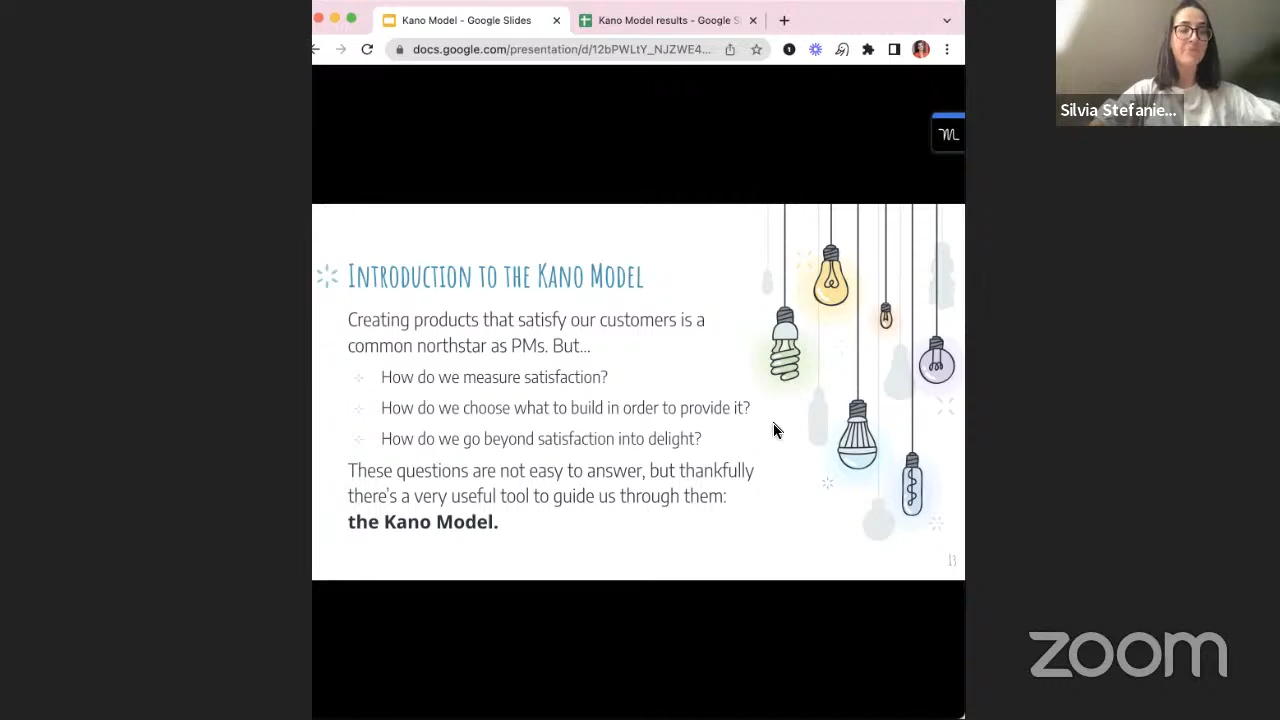 Kano Model - Google Slides
Kano Model results - Google S
docs.google.com/presentation/d/12bPWLtY_NJZWE4...
Silvia Stefanie...
Introduction to the Kano Model
Creating products that satisfy our customers is a
common northstar as PMs. But...
How do we measure satisfaction?
How do we choose what to build in order to provide it?
How do we go beyond satisfaction into delight?
These questions are not easy to answer, but thankfully
there's a very useful tool to guide us through them:
the Kano Model.
13
zoom